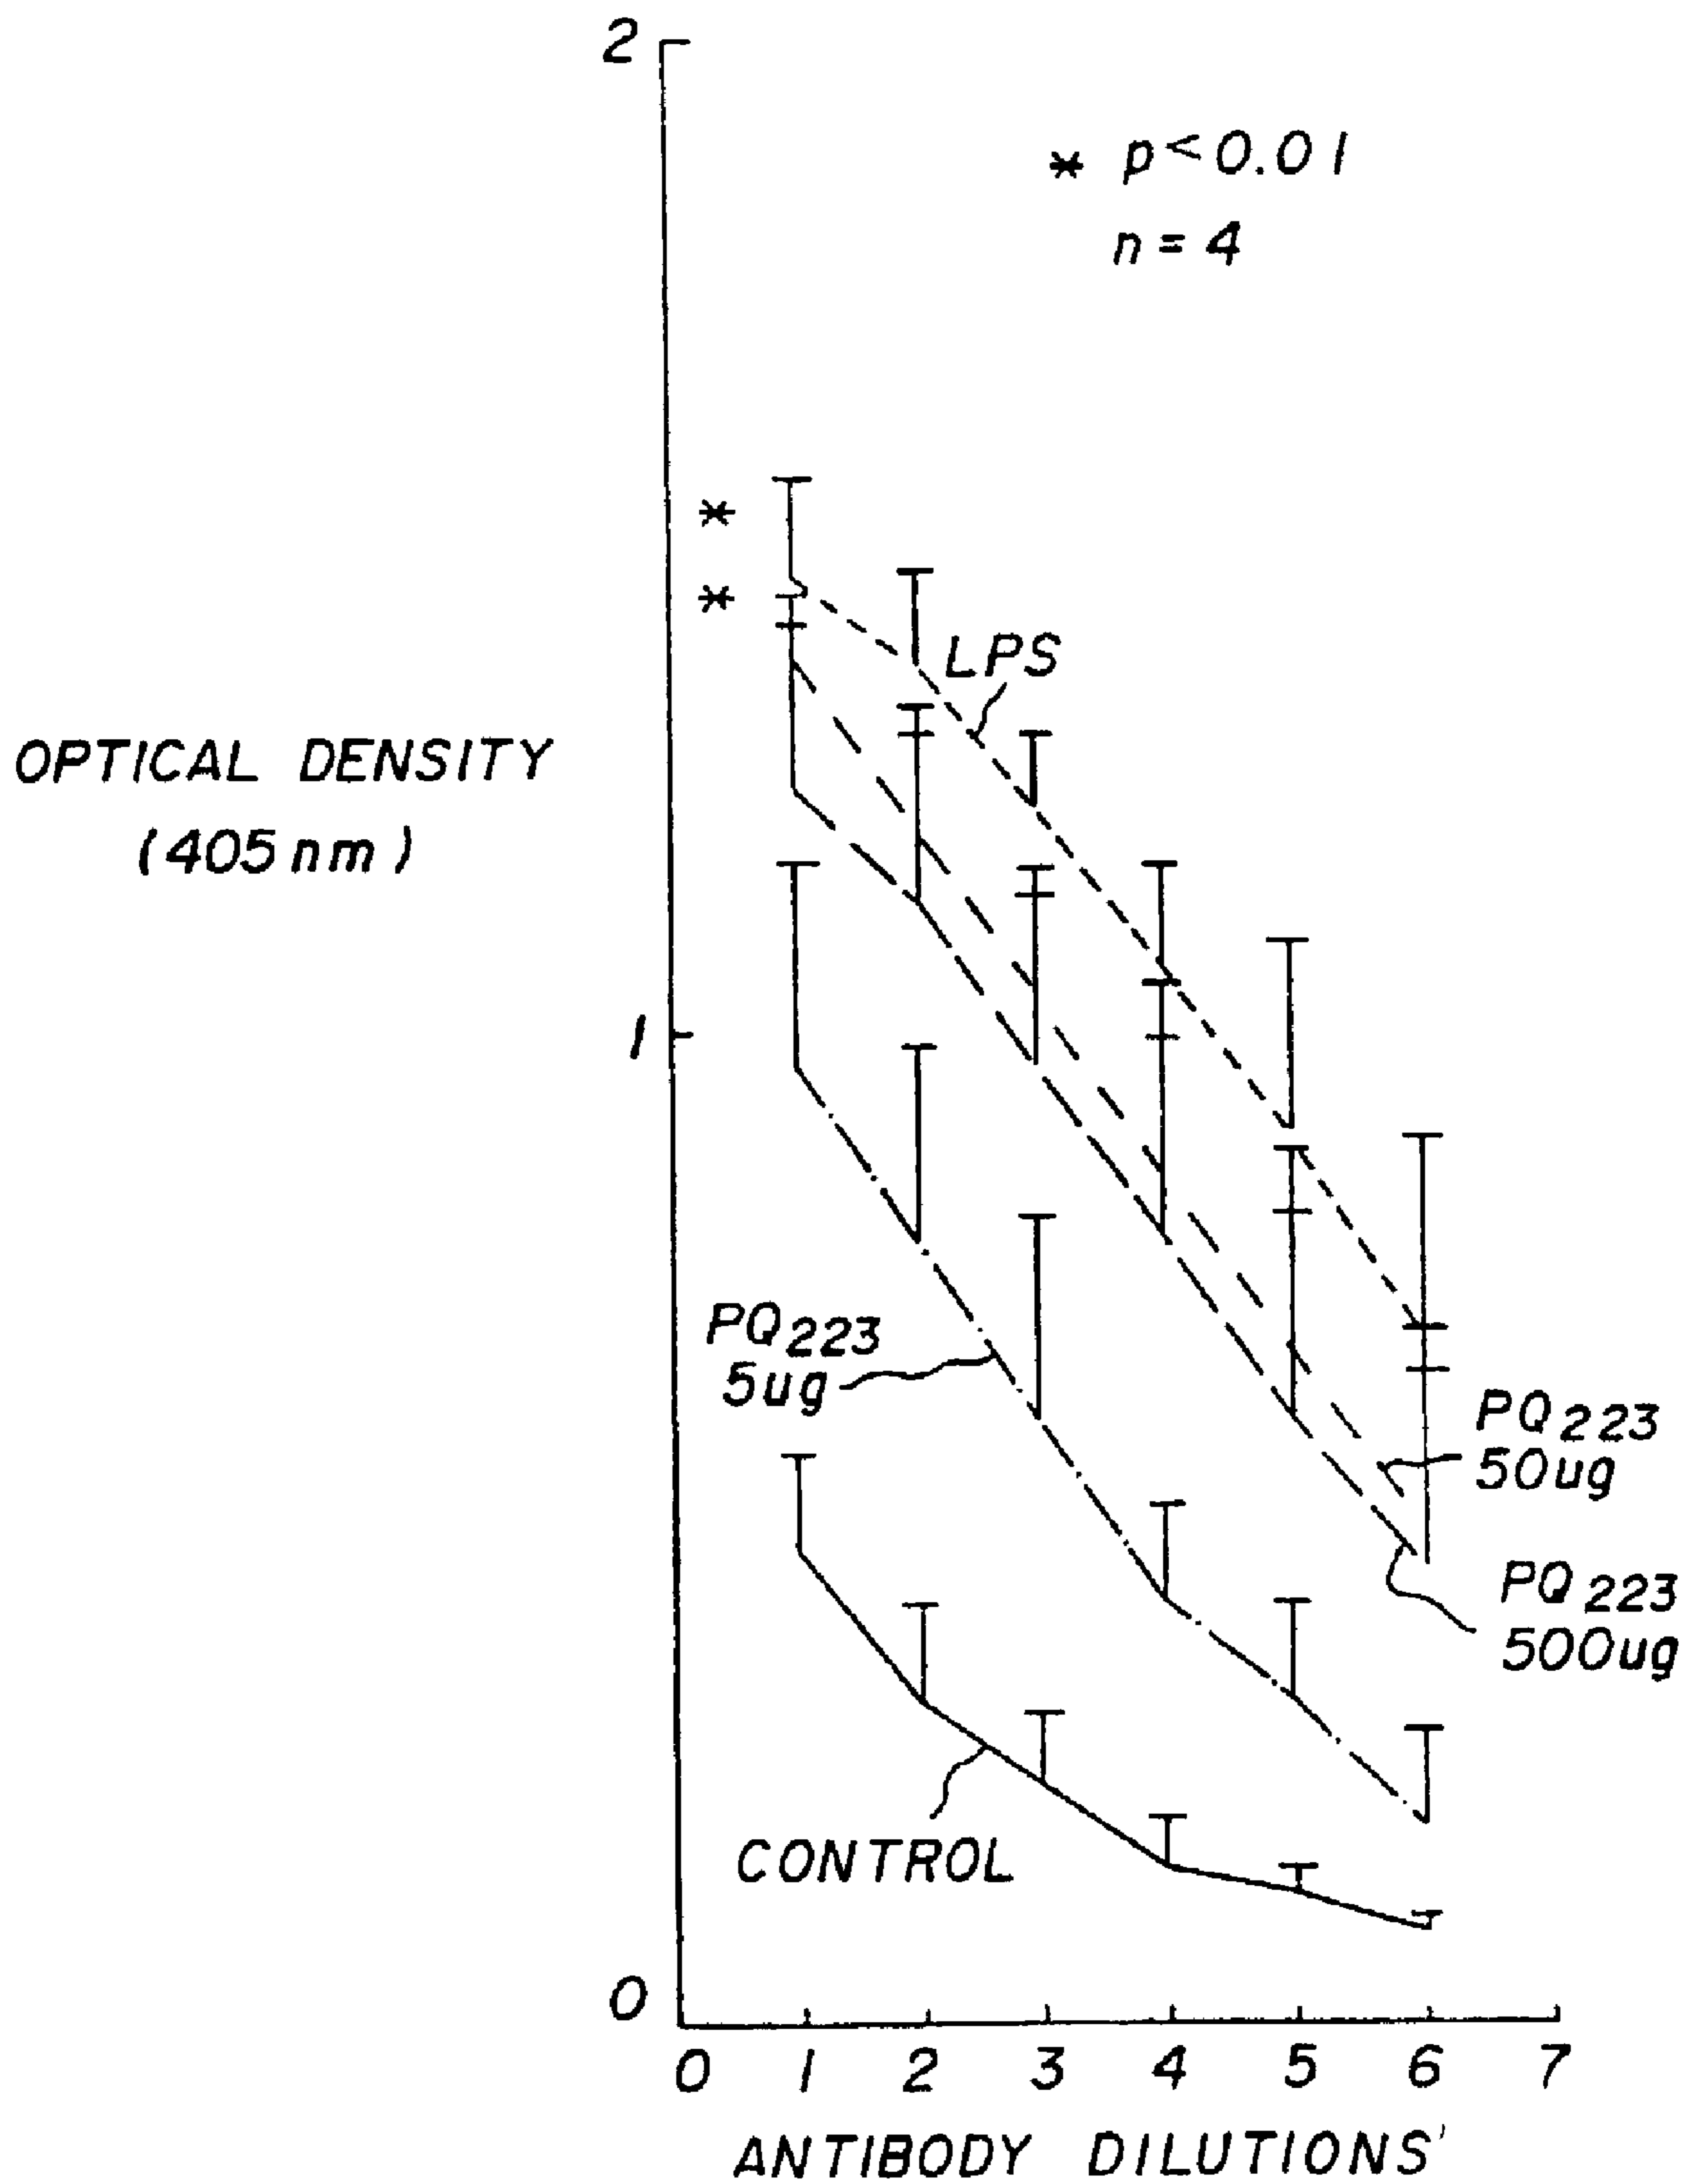 2
* p<0.01
n=4
*
*
LPS
OPTICAL DENSITY
(405nm)
1
PQ223
5ug
PQ223
50ug
PQ223
500ug
CONTROL
0
0 1 2 3 4 5 6 7
ANTIBODY DILUTIONS'